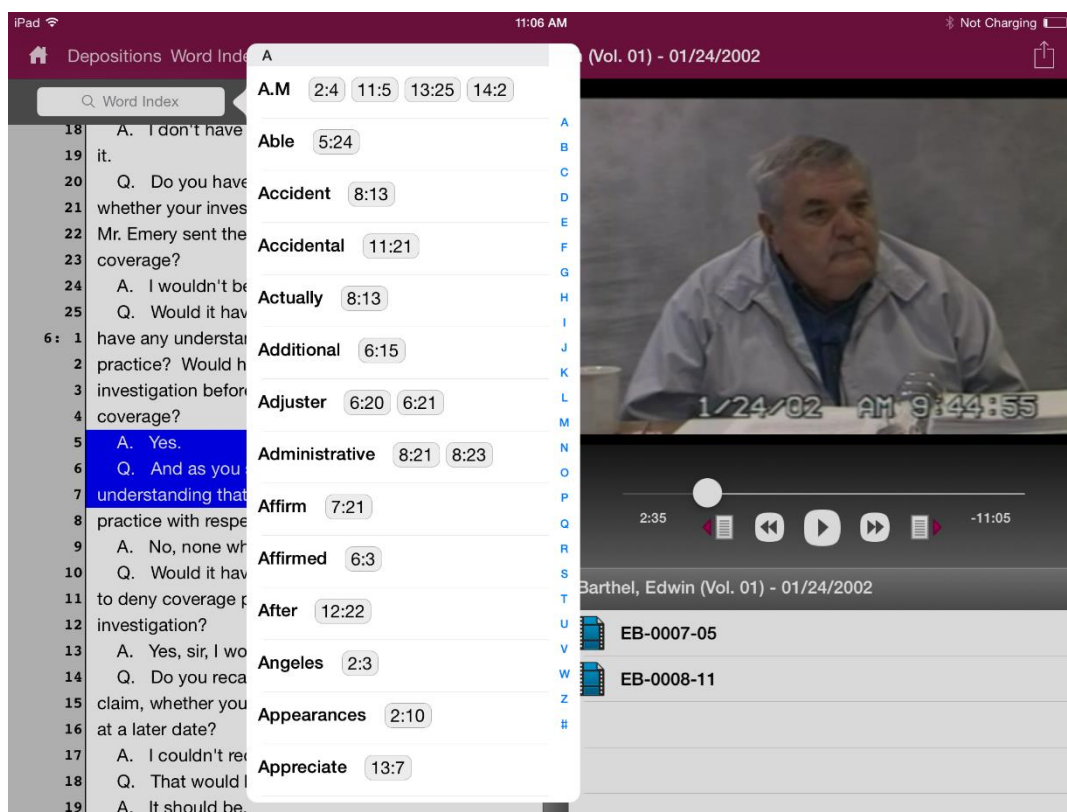 iPad 11:06 AM Not Charging
Depositions Word Inde (Vol. 01) - 01/24/2002
Word Index
18 A. I don't have
19 it.
20 Q. Do you have
21 whether your inves
22 Mr. Emery sent the
23 coverage?
24 A. I wouldn't be
25 Q. Would it hav
6: 1 have any understan
2 practice? Would h
3 investigation before
4 coverage?
5 A. Yes.
6 Q. And as you
7 understanding that
8 practice with respe
9 A. No, none wh
10 Q. Would it hav
11 to deny coverage p
12 investigation?
13 A. Yes, sir, I wo
14 Q. Do you reca
15 claim, whether you
16 at a later date?
17 A. I couldn't rec
18 Q. That would
19 A. It should be.
A
A.M 2:4 11:5 13:25 14:2
Able 5:24
Accident 8:13
Accidental 11:21
Actually 8:13
Additional 6:15
Adjuster 6:20 6:21
Administrative 8:21 8:23
Affirm 7:21
Affirmed 6:3
After 12:22
Angeles 2:3
Appearances 2:10
Appreciate 13:7
A
B
C
D
E
F
G
H
I
J
K
L
M
N
O
P
Q
R
S
T
U
V
W
Z
#
1/24/02 AM 9:44:55
2:35 -11:05
Barthel, Edwin (Vol. 01) - 01/24/2002
EB-0007-05
EB-0008-11